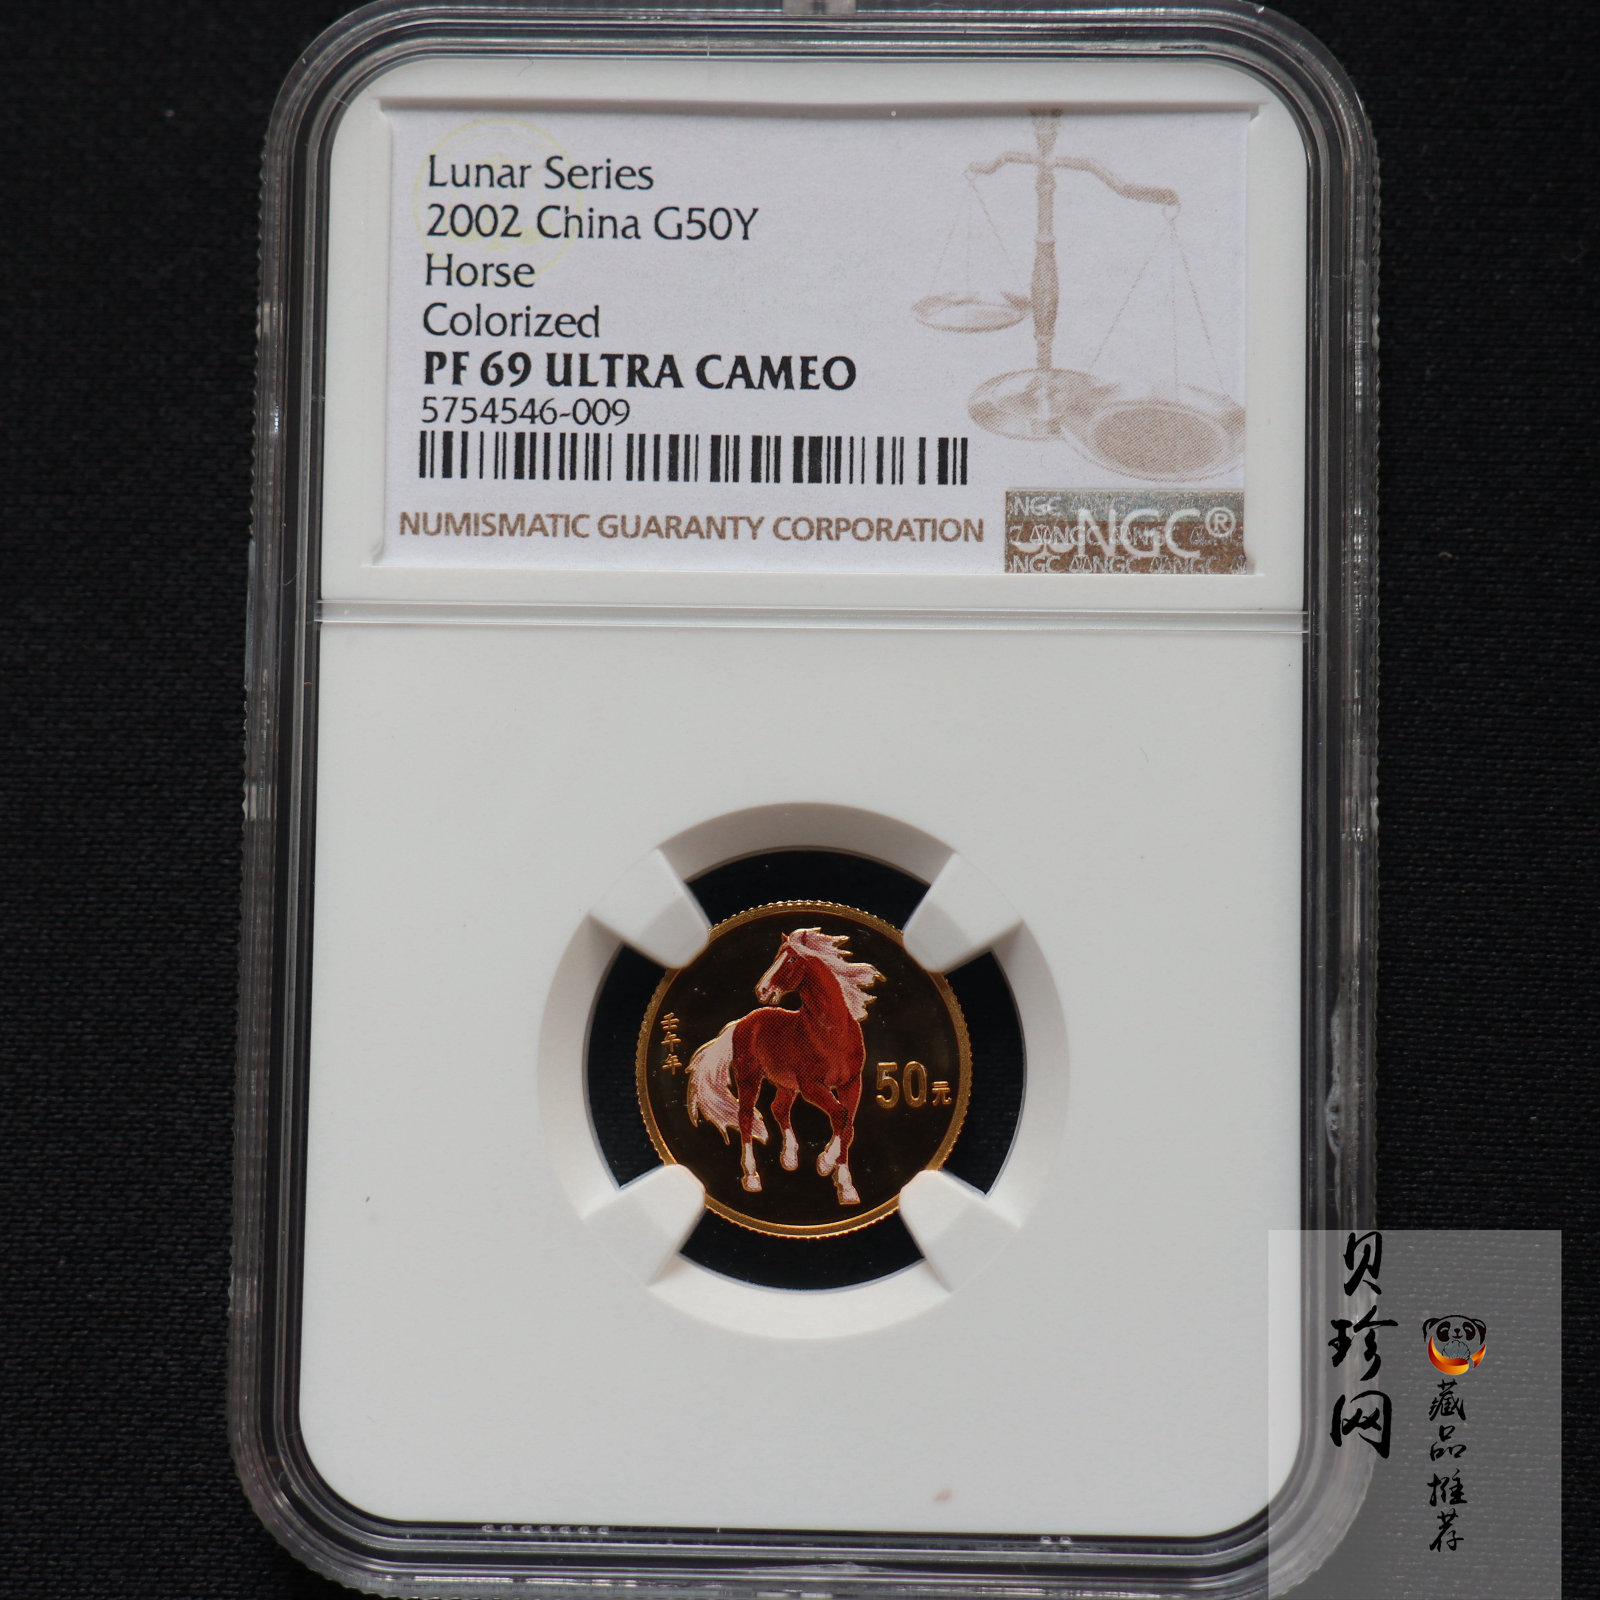 Lunar Series
2002 China G50Y
Horse
Colorized
PF 69 ULTRA CAMEO
5754546-009
NUMISMATIC GUARANTY CORPORATION
NGC®
壬午年
50元
贝珍网
藏品推荐